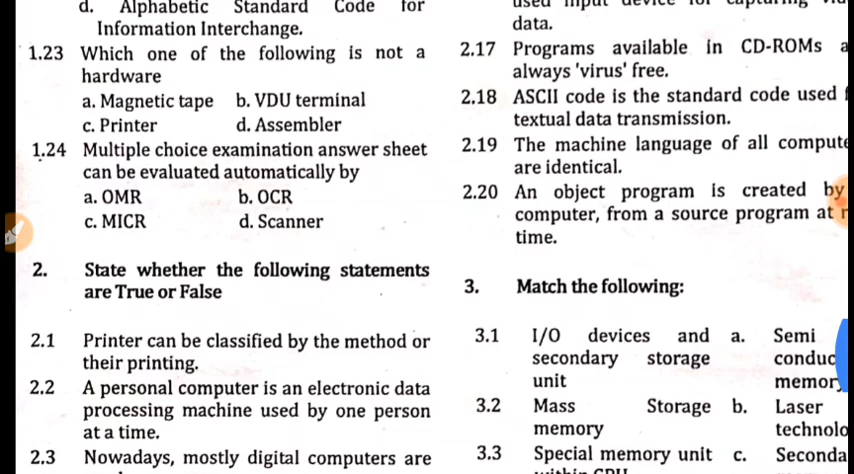 d. Alphabetic Standard Code for
Information Interchange.
1.23 Which one of the following is not a
hardware
a. Magnetic tape b. VDU terminal
c. Printer d. Assembler
1.24 Multiple choice examination answer sheet
can be evaluated automatically by
a. OMR b. OCR
c. MICR d. Scanner
2. State whether the following statements
are True or False
2.1 Printer can be classified by the method or
their printing.
2.2 A personal computer is an electronic data
processing machine used by one person
at a time.
2.3 Nowadays, mostly digital computers are
used input device for capturing
data.
2.17 Programs available in CD-ROMs a
always 'virus' free.
2.18 ASCII code is the standard code used
textual data transmission.
2.19 The machine language of all compute
are identical.
2.20 An object program is created by
computer, from a source program at r
time.
3. Match the following:
3.1 I/O devices and a. Semi
secondary storage conduc
unit memory
3.2 Mass Storage b. Laser
memory technolo
3.3 Special memory unit c. Seconda
within CPU